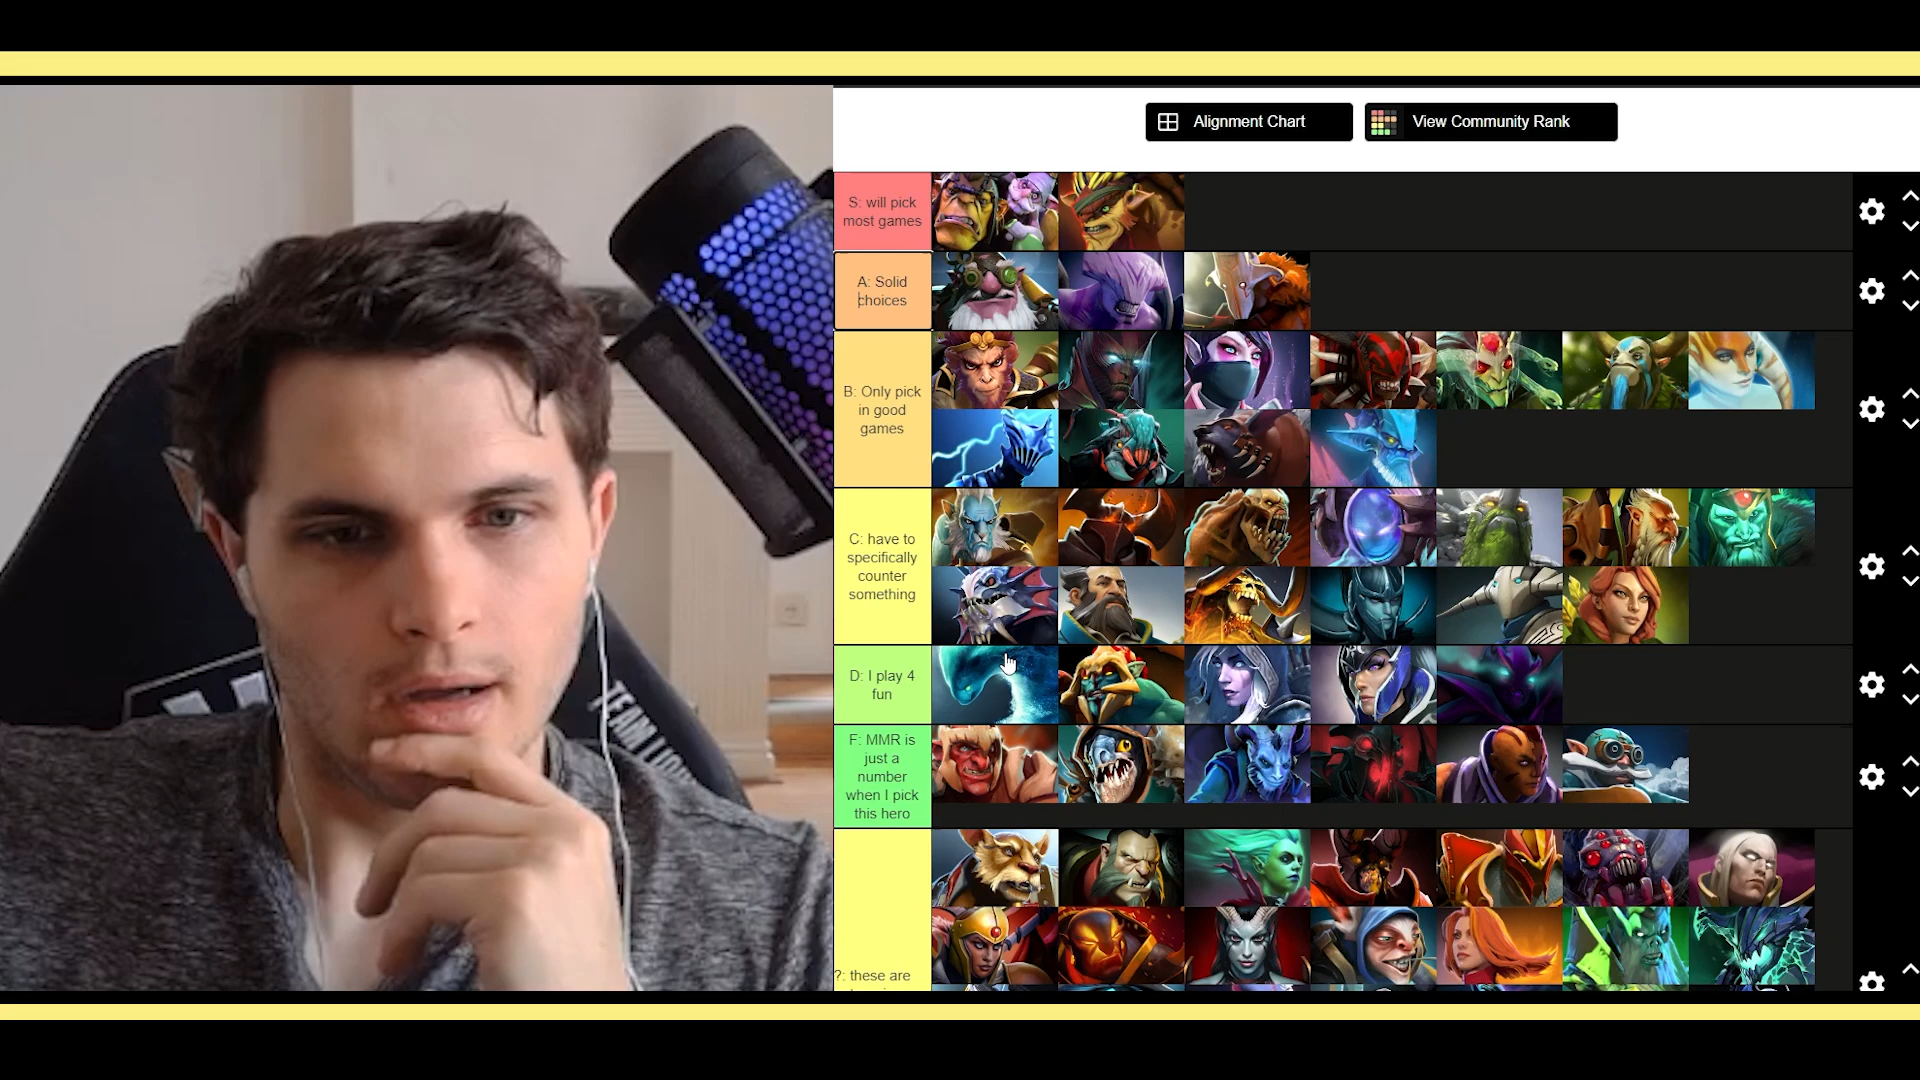 Alignment Chart
View Community Rank
S: will pick
most games
A: Solid
choices
B: Only pick
in good
games
C: have to
specifically
counter
something
D: I play 4
fun
F: MMR is
just a
number
when I pick
this hero
?: these are
TEAM